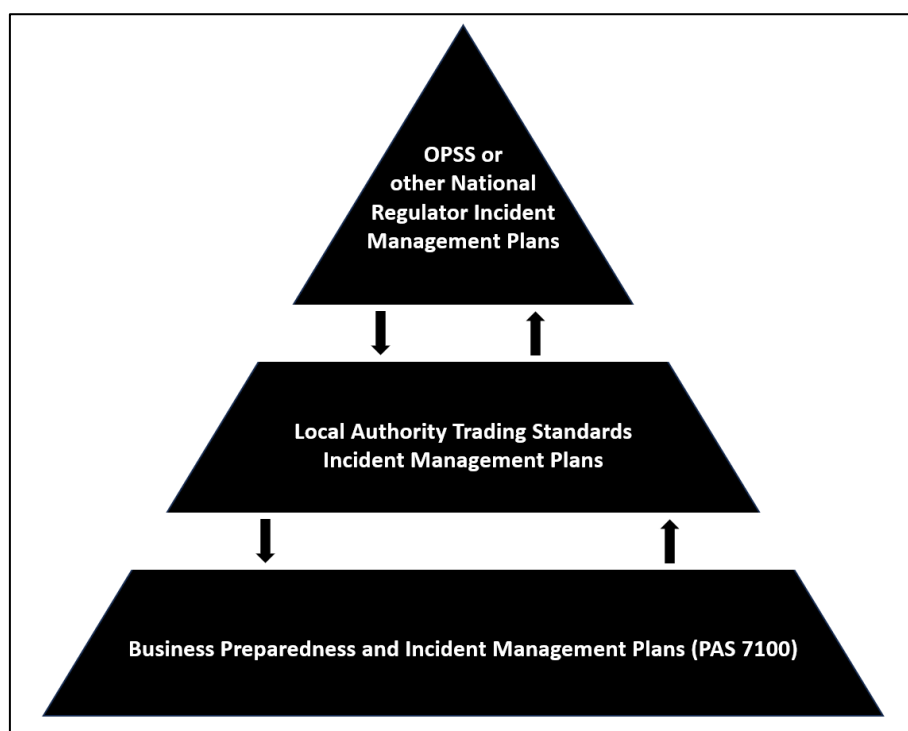 OPSS or
other National
Regulator Incident
Management Plans
Local Authority Trading Standards
Incident Management Plans
Business Preparedness and Incident Management Plans (PAS 7100)